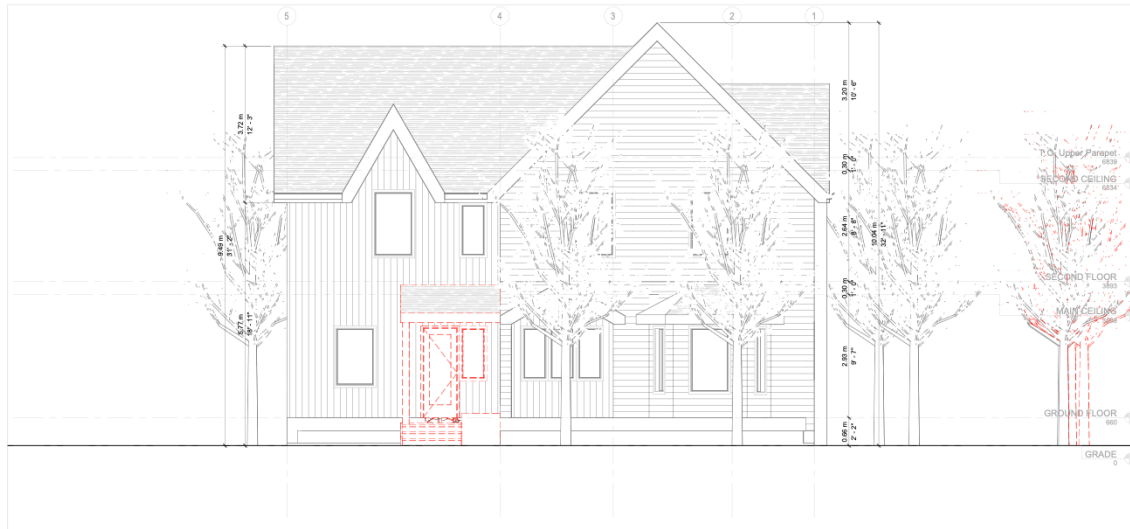 5
4
3
2
1
3.72 m
12' - 3"
9.49 m
31' - 2"
5.77 m
18' - 11"
3.20 m
10' - 6"
0.30 m
1' - 0"
2.64 m
8' - 8"
10.04 m
32' - 11"
0.30 m
1' - 0"
2.93 m
9' - 7"
0.66 m
2' - 2"
T.O. Upper Parapet
6839
SECOND CEILING
6534
SECOND FLOOR
3893
MAIN CEILING
GROUND FLOOR
660
GRADE
0